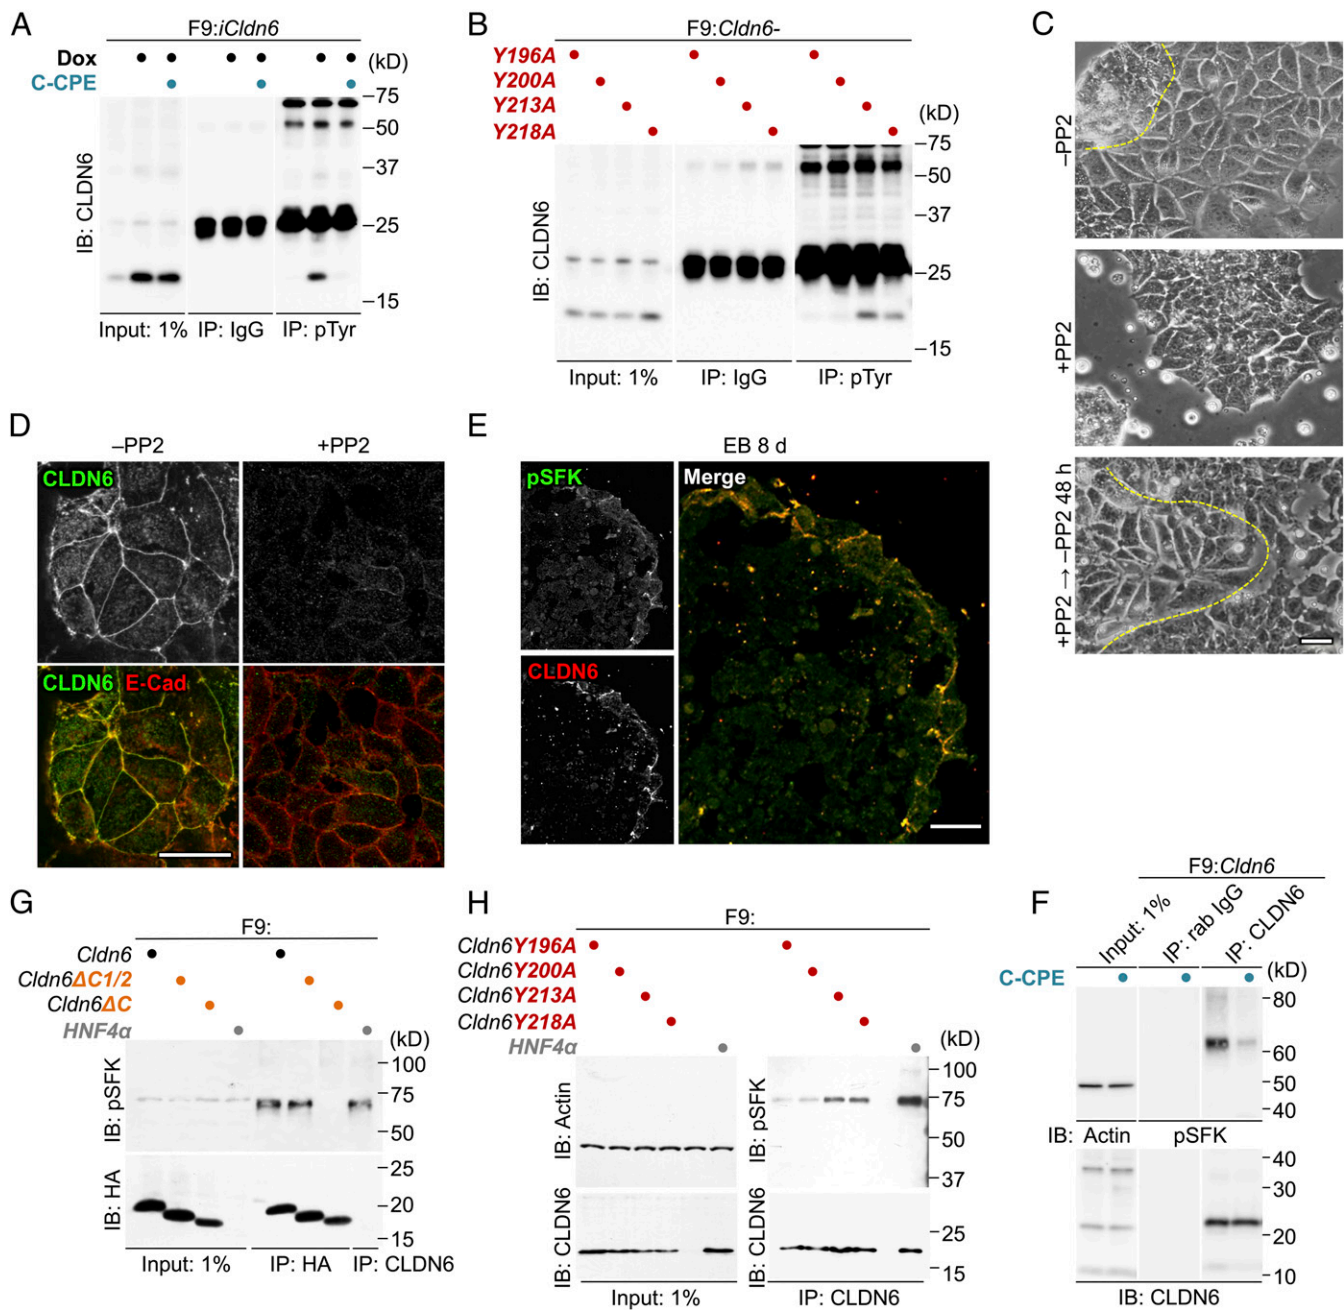 A
F9:iCldn6
Dox
C-CPE
(kD)
75
50
37
25
15
IB: CLDN6
Input: 1%
IP: IgG
IP: pTyr
B
F9:Cldn6-
Y196A
Y200A
Y213A
Y218A
(kD)
75
50
37
25
15
IB: CLDN6
Input: 1%
IP: IgG
IP: pTyr
C
–PP2
+PP2
+PP2 → –PP2 48 h
D
–PP2
+PP2
CLDN6
CLDN6 E-Cad
E
EB 8 d
pSFK
Merge
CLDN6
G
F9:
Cldn6
Cldn6ΔC1/2
Cldn6ΔC
HNF4α
(kD)
100
75
50
25
20
15
IB: pSFK
IB: HA
Input: 1%
IP: HA
IP: CLDN6
H
F9:
Cldn6Y196A
Cldn6Y200A
Cldn6Y213A
Cldn6Y218A
HNF4α
(kD)
100
75
50
37
25
15
IB: Actin
IB: pSFK
IB: CLDN6
IB: CLDN6
Input: 1%
IP: CLDN6
F
F9:Cldn6
Input: 1%
IP: rab IgG
IP: CLDN6
C-CPE
(kD)
80
60
50
40
IB: Actin
pSFK
40
30
20
10
IB: CLDN6